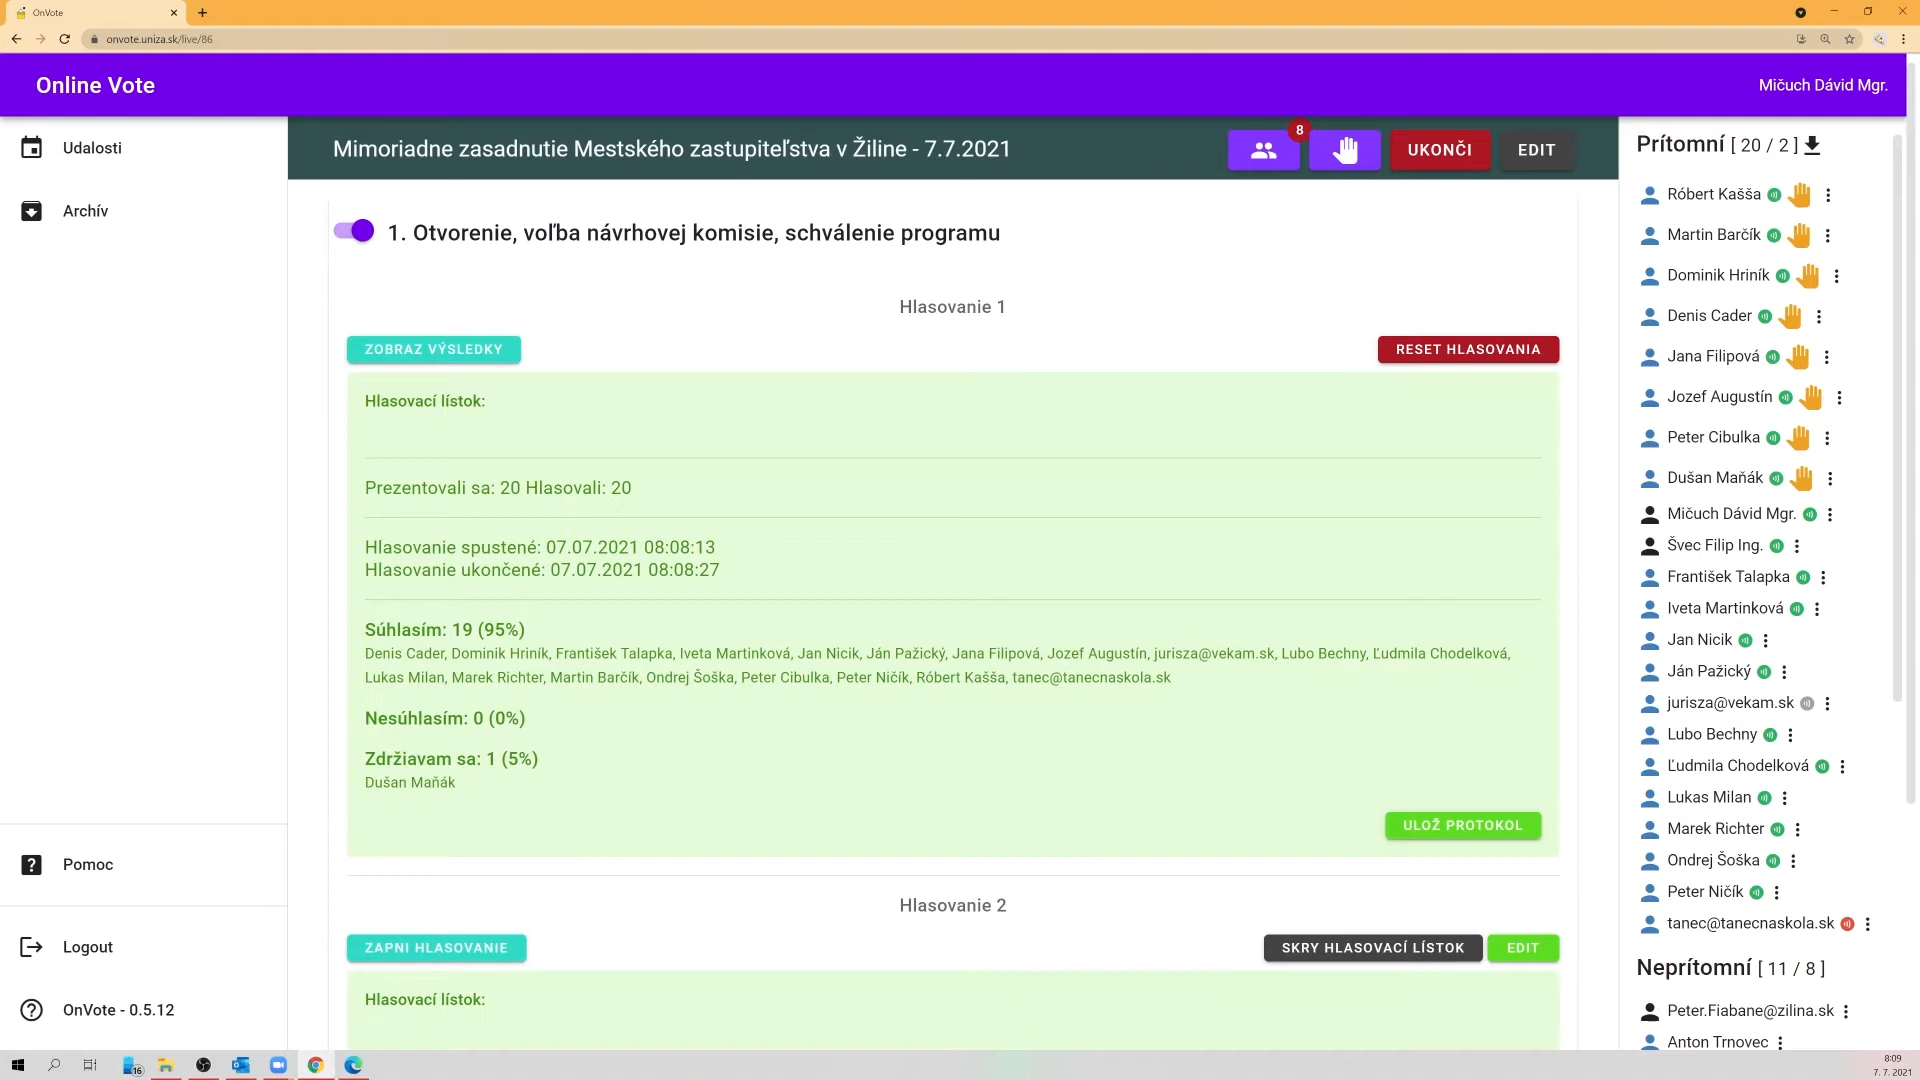 OnVote
onvote.uniza.sk/live/86
Online Vote
Mičuch Dávid Mgr.
Udalosti
Archív
Pomoc
Logout
OnVote - 0.5.12
Mimoriadne zasadnutie Mestského zastupiteľstva v Žiline - 7.7.2021
8
UKONČI
EDIT
1. Otvorenie, voľba návrhovej komisie, schválenie programu
Hlasovanie 1
ZOBRAZ VÝSLEDKY
RESET HLASOVANIA
Hlasovací lístok:
Prezentovali sa: 20 Hlasovali: 20
Hlasovanie spustené: 07.07.2021 08:08:13
Hlasovanie ukončené: 07.07.2021 08:08:27
Súhlasím: 19 (95%)
Denis Cader, Dominik Hriník, František Talapka, Iveta Martinková, Jan Nicik, Ján Pažický, Jana Filipová, Jozef Augustín, jurisza@vekam.sk, Lubo Bechny, Ľudmila Chodelková,
Lukas Milan, Marek Richter, Martin Barčík, Ondrej Šoška, Peter Cibulka, Peter Ničík, Róbert Kašša, tanec@tanecnaskola.sk
Nesúhlasím: 0 (0%)
Zdržiavam sa: 1 (5%)
Dušan Maňák
ULOŽ PROTOKOL
Hlasovanie 2
ZAPNI HLASOVANIE
SKRY HLASOVACÍ LÍSTOK
EDIT
Hlasovací lístok:
Prítomní [ 20 / 2 ]
Róbert Kašša
Martin Barčík
Dominik Hriník
Denis Cader
Jana Filipová
Jozef Augustín
Peter Cibulka
Dušan Maňák
Mičuch Dávid Mgr.
Švec Filip Ing.
František Talapka
Iveta Martinková
Jan Nicik
Ján Pažický
jurisza@vekam.sk
Lubo Bechny
Ľudmila Chodelková
Lukas Milan
Marek Richter
Ondrej Šoška
Peter Ničík
tanec@tanecnaskola.sk
Neprítomní [ 11 / 8 ]
Peter.Fiabane@zilina.sk
Anton Trnovec
16
8:09
7. 7. 2021